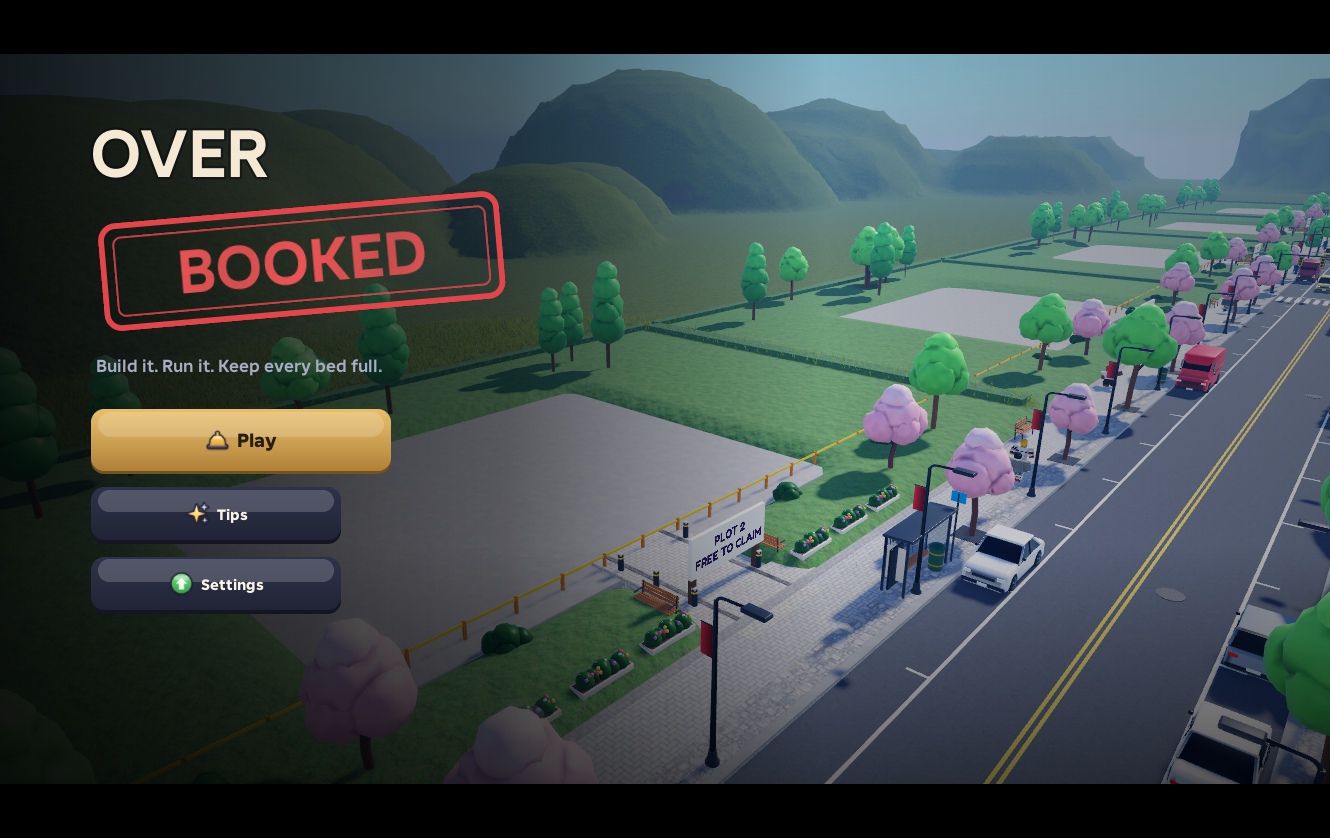 OVER
BOOKED
Build it. Run it. Keep every bed full.
Play
Tips
Settings
PLOT 2
FREE TO CLAIM